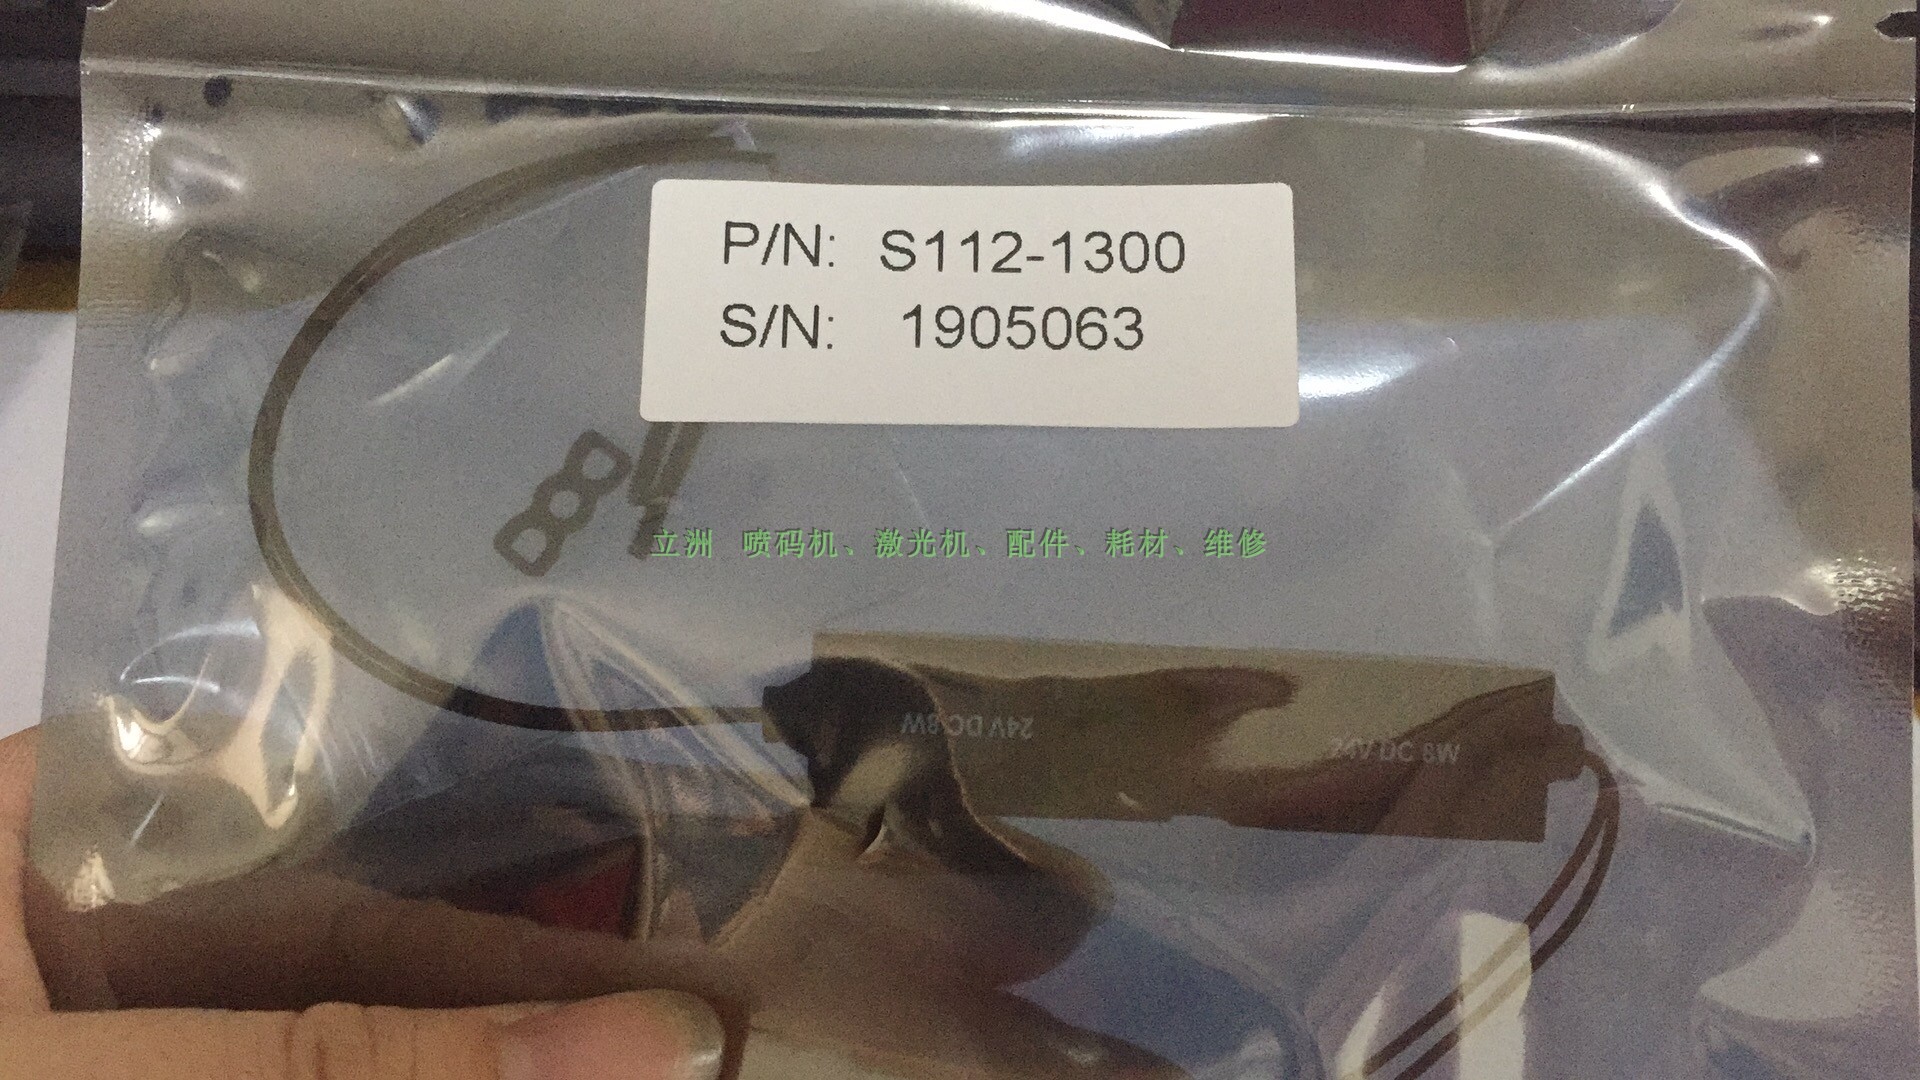 P/N: S112-1300
S/N: 1905063
立洲 喷码机、激光机、配件、耗材、维修
24V DC 8W
24V DC 8W